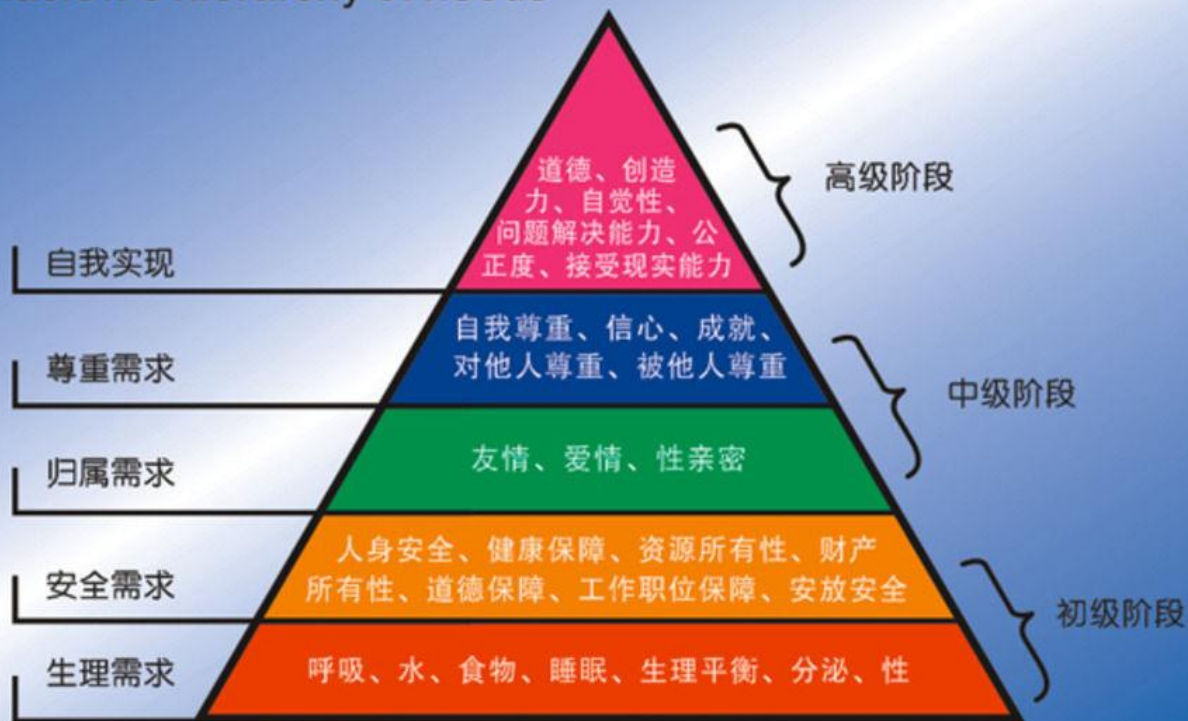 自我实现
尊重需求
归属需求
安全需求
生理需求
道德、创造
力、自觉性、
问题解决能力、公
正度、接受现实能力
自我尊重、信心、成就、
对他人尊重、被他人尊重
友情、爱情、性亲密
人身安全、健康保障、资源所有性、财产
所有性、道德保障、工作职位保障、安放安全
呼吸、水、食物、睡眠、生理平衡、分泌、性
高级阶段
中级阶段
初级阶段